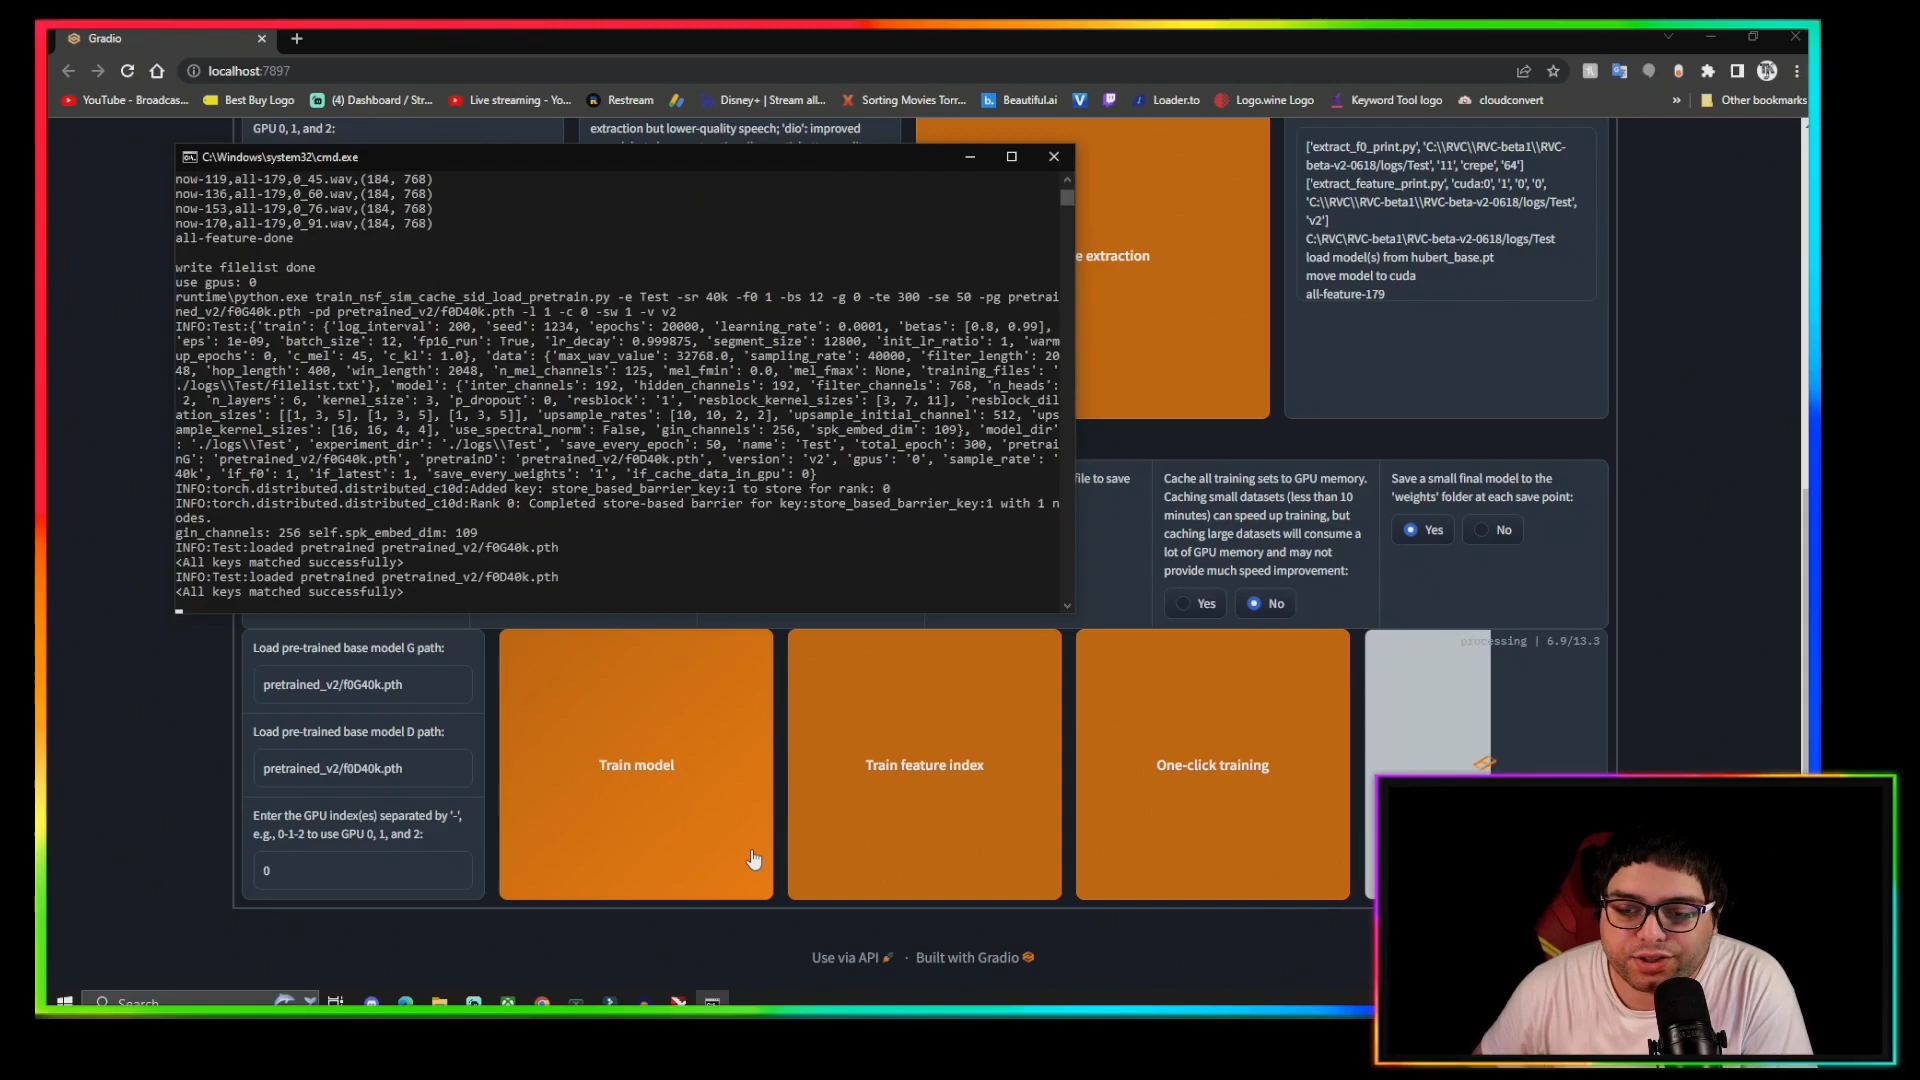 Gradio
localhost:7897
YouTube - Broadcas...
Best Buy Logo
(4) Dashboard / Str...
Live streaming - Yo...
Restream
Disney+ | Stream all...
Sorting Movies Torr...
Beautiful.ai
Loader.to
Logo.wine Logo
Keyword Tool logo
cloudconvert
»
Other bookmarks
GPU 0, 1, and 2:
extraction but lower-quality speech; 'dio': improved
C:\Windows\system32\cmd.exe
now-119,all-179,0_45.wav,(184, 768)
now-136,all-179,0_60.wav,(184, 768)
now-153,all-179,0_76.wav,(184, 768)
now-170,all-179,0_91.wav,(184, 768)
all-feature-done
write filelist done
use gpus: 0
runtime\python.exe train_nsf_sim_cache_sid_load_pretrain.py -e Test -sr 40k -f0 1 -bs 12 -g 0 -te 300 -se 50 -pg pretrai
ned_v2/f0G40k.pth -pd pretrained_v2/f0D40k.pth -l 1 -c 0 -sw 1 -v v2
INFO:Test:{'train': {'log_interval': 200, 'seed': 1234, 'epochs': 20000, 'learning_rate': 0.0001, 'betas': [0.8, 0.99],
'eps': 1e-09, 'batch_size': 12, 'fp16_run': True, 'lr_decay': 0.999875, 'segment_size': 12800, 'init_lr_ratio': 1, 'warm
up_epochs': 0, 'c_mel': 45, 'c_kl': 1.0}, 'data': {'max_wav_value': 32768.0, 'sampling_rate': 40000, 'filter_length': 20
48, 'hop_length': 400, 'win_length': 2048, 'n_mel_channels': 125, 'mel_fmin': 0.0, 'mel_fmax': None, 'training_files': '
./logs\\Test/filelist.txt'}, 'model': {'inter_channels': 192, 'hidden_channels': 192, 'filter_channels': 768, 'n_heads':
2, 'n_layers': 6, 'kernel_size': 3, 'p_dropout': 0, 'resblock': '1', 'resblock_kernel_sizes': [3, 7, 11], 'resblock_dil
ation_sizes': [[1, 3, 5], [1, 3, 5], [1, 3, 5]], 'upsample_rates': [10, 10, 2, 2], 'upsample_initial_channel': 512, 'ups
ample_kernel_sizes': [16, 16, 4, 4], 'use_spectral_norm': False, 'gin_channels': 256, 'spk_embed_dim': 109}, 'model_dir'
: './logs\\Test', 'experiment_dir': './logs\\Test', 'save_every_epoch': 50, 'name': 'Test', 'total_epoch': 300, 'pretrai
nG': 'pretrained_v2/f0G40k.pth', 'pretrainD': 'pretrained_v2/f0D40k.pth', 'version': 'v2', 'gpus': '0', 'sample_rate': '
40k', 'if_f0': 1, 'if_latest': 1, 'save_every_weights': '1', 'if_cache_data_in_gpu': 0}
INFO:torch.distributed.distributed_c10d:Added key: store_based_barrier_key:1 to store for rank: 0
INFO:torch.distributed.distributed_c10d:Rank 0: Completed store-based barrier for key:store_based_barrier_key:1 with 1 n
odes.
gin_channels: 256 self.spk_embed_dim: 109
INFO:Test:loaded pretrained pretrained_v2/f0G40k.pth
<All keys matched successfully>
INFO:Test:loaded pretrained pretrained_v2/f0D40k.pth
<All keys matched successfully>
e extraction
['extract_f0_print.py', 'C:\\RVC\\RVC-beta1\\RVC-
beta-v2-0618/logs/Test', '11', 'crepe', '64']
['extract_feature_print.py', 'cuda:0', '1', '0', '0',
'C:\\RVC\\RVC-beta1\\RVC-beta-v2-0618/logs/Test',
'v2']
C:\RVC\RVC-beta1\RVC-beta-v2-0618/logs/Test
load model(s) from hubert_base.pt
move model to cuda
all-feature-179
file to save
Cache all training sets to GPU memory.
Caching small datasets (less than 10
minutes) can speed up training, but
caching large datasets will consume a
lot of GPU memory and may not
provide much speed improvement:
Yes
No
Save a small final model to the
'weights' folder at each save point:
Yes
No
Load pre-trained base model G path:
pretrained_v2/f0G40k.pth
Load pre-trained base model D path:
pretrained_v2/f0D40k.pth
Enter the GPU index(es) separated by '-',
e.g., 0-1-2 to use GPU 0, 1, and 2:
0
Train model
Train feature index
One-click training
processing | 6.9/13.3
Use via API · Built with Gradio
Search